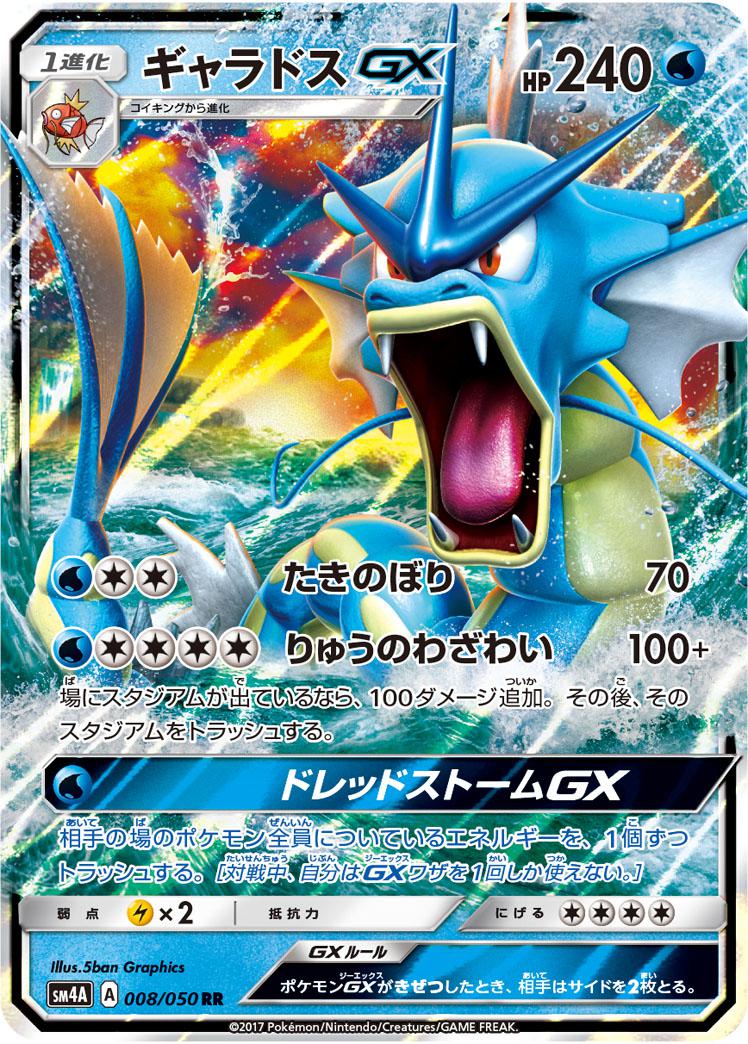 1進化 ギャラドスGX HP240
コイキングから進化
たきのぼり 70
りゅうのわざわい 100+
場にスタジアムが出ているなら、100ダメージ追加。その後、その
スタジアムをトラッシュする。
ドレッドストームGX
相手の場のポケモン全員についているエネルギーを、1個ずつ
トラッシュする。[対戦中、自分はGXワザを1回しか使えない。]
弱点 ×2 抵抗力 にげる
Illus.5ban Graphics
GXルール
ポケモンGXがきぜつしたとき、相手はサイドを2枚とる。
SM4A A 008/050 RR
©2017 Pokémon/Nintendo/Creatures/GAME FREAK.